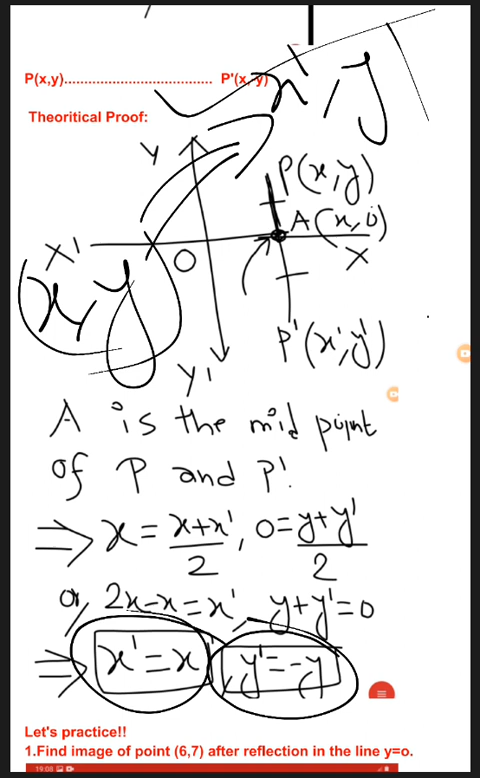 P(x,y)................................... P'(x, y)
x', y
Theoritical Proof:
Y
P(x,y)
A(x,0)
X'
O
X
x,y
P'(x',y')
Y'
A is the mid point
of P and P'.
⇒ x = x+x'/2, 0 = y+y'/2
or, 2x-x = x', y+y'=0
⇒ x'=x, y'=-y
Let's practice!!
1.Find image of point (6,7) after reflection in the line y=o.
19:08